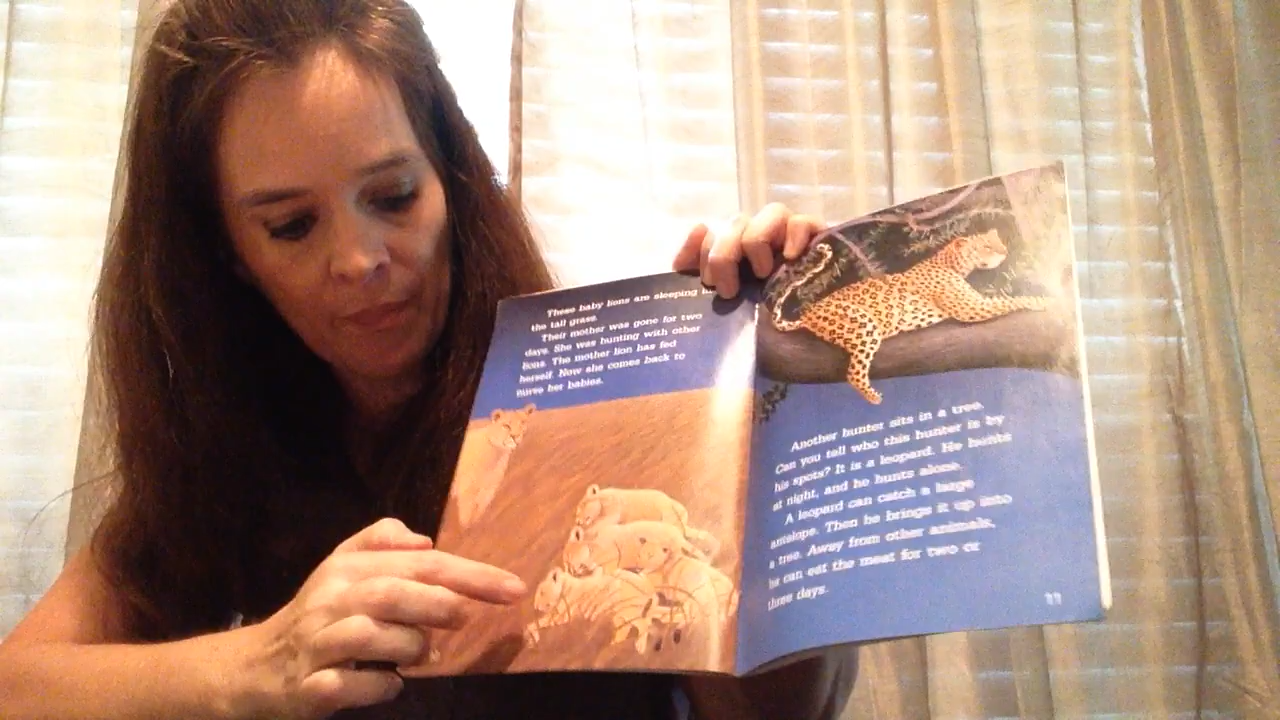 These baby lions are sleeping in
the tall grass.
Their mother was gone for two
days. She was hunting with other
lions. The mother lion has fed
herself. Now she comes back to
nurse her babies.
Another hunter sits in a tree.
Can you tell who this hunter is by
his spots? It is a leopard. He hunts
at night, and he hunts alone.
A leopard can catch a large
antelope. Then he brings it up into
a tree. Away from other animals,
he can eat the meat for two or
three days.